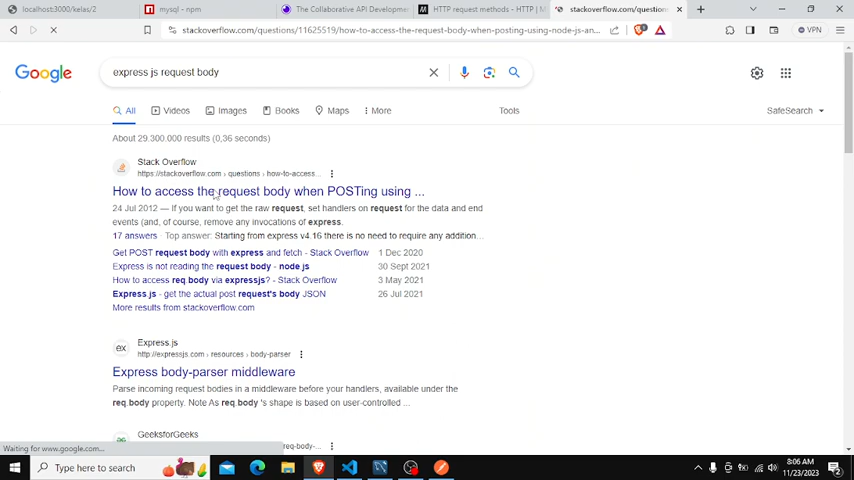 localhost:3000/kelas/2
mysql - npm
The Collaborative API Developmen
HTTP request methods - HTTP | M
stackoverflow.com/question
stackoverflow.com/questions/11625519/how-to-access-the-request-body-when-posting-using-node-js-an...
VPN
Google
express js request body
All
Videos
Images
Books
Maps
More
Tools
SafeSearch
About 29.300.000 results (0,36 seconds)
Stack Overflow
https://stackoverflow.com › questions › how-to-access...
How to access the request body when POSTing using ...
24 Jul 2012 — If you want to get the raw request, set handlers on request for the data and end
events (and, of course, remove any invocations of express.
17 answers · Top answer: Starting from express v4.16 there is no need to require any addition...
Get POST request body with express and fetch - Stack Overflow 1 Dec 2020
Express is not reading the request body - node.js 30 Sept 2021
How to access req body via expressjs? - Stack Overflow 3 May 2021
Express.js - get the actual post request's body JSON 26 Jul 2021
More results from stackoverflow.com
ex
Express.js
http://expressjs.com › resources › body-parser
Express body-parser middleware
Parse incoming request bodies in a middleware before your handlers, available under the
req.body property. Note As req.body 's shape is based on user-controlled ...
GeeksforGeeks
req-bo-...
Waiting for www.google.com...
Type here to search
8:06 AM
11/23/2023
2